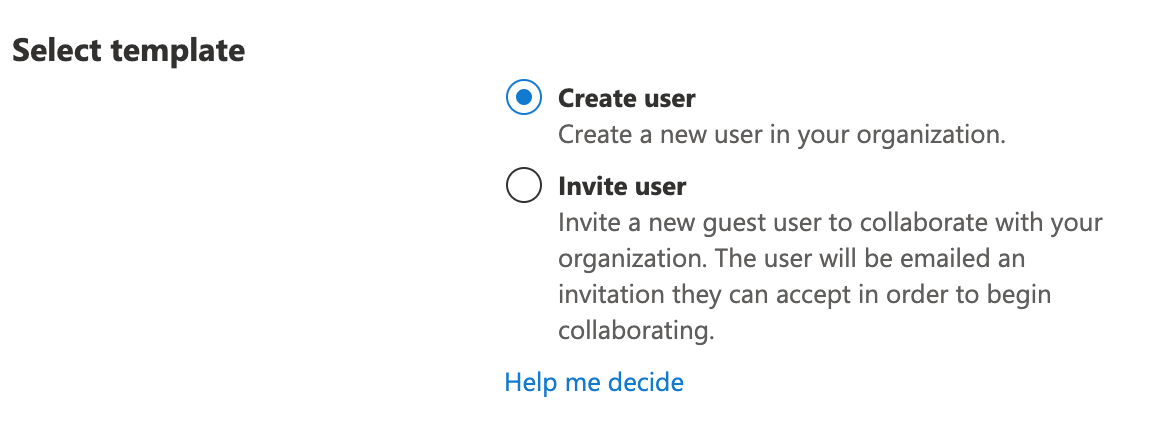 Select template
Create user
Create a new user in your organization.
Invite user
Invite a new guest user to collaborate with your
organization. The user will be emailed an
invitation they can accept in order to begin
collaborating.
Help me decide